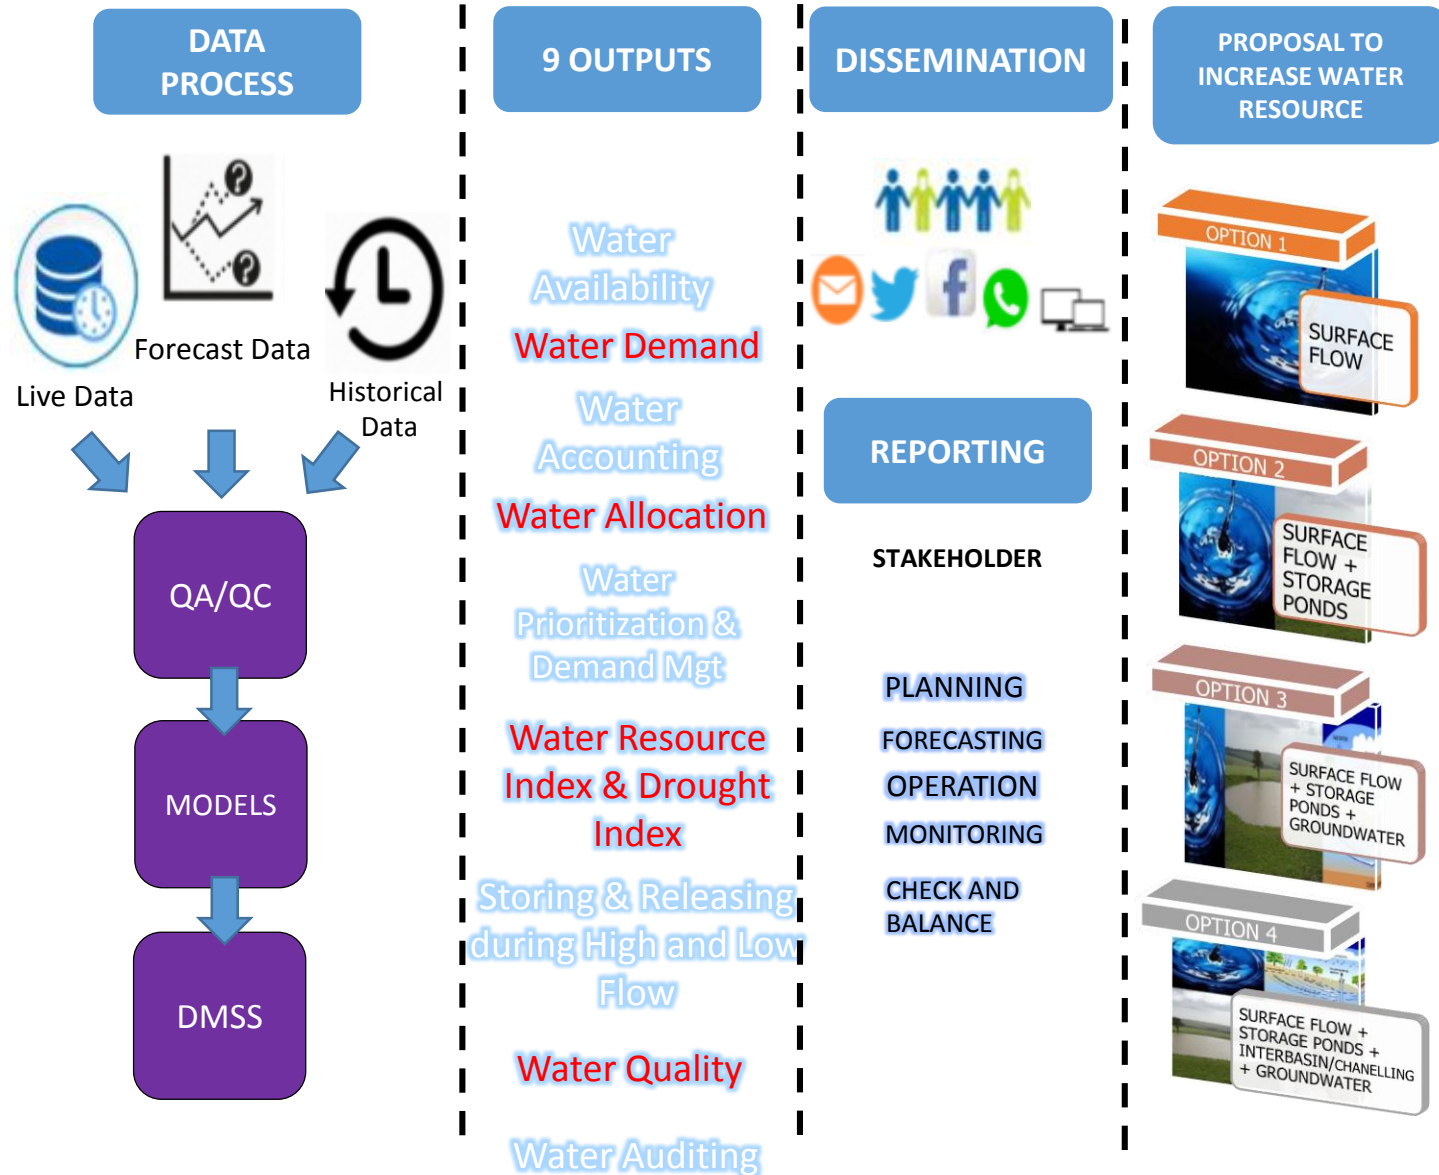 DATA
PROCESS
?
?
Live Data
Forecast Data
Historical
Data
QA/QC
MODELS
DMSS
9 OUTPUTS
Water
Availability
Water Demand
Water
Accounting
Water Allocation
Water
Prioritization &
Demand Mgt
Water Resource
Index & Drought
Index
Storing & Releasing
during High and Low
Flow
Water Quality
Water Auditing
DISSEMINATION
REPORTING
STAKEHOLDER
PLANNING
FORECASTING
OPERATION
MONITORING
CHECK AND
BALANCE
PROPOSAL TO
INCREASE WATER
RESOURCE
OPTION 1
SURFACE
FLOW
OPTION 2
SURFACE
FLOW +
STORAGE
PONDS
OPTION 3
SURFACE FLOW
+ STORAGE
PONDS +
GROUNDWATER
OPTION 4
SURFACE FLOW +
STORAGE PONDS +
INTERBASIN/CHANELLING
+ GROUNDWATER